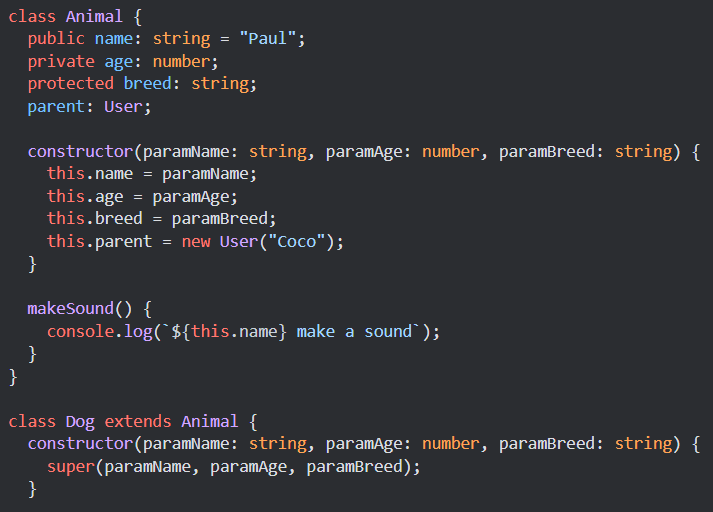 class Animal {
  public name: string = "Paul";
  private age: number;
  protected breed: string;
  parent: User;

  constructor(paramName: string, paramAge: number, paramBreed: string) {
    this.name = paramName;
    this.age = paramAge;
    this.breed = paramBreed;
    this.parent = new User("Coco");
  }

  makeSound() {
    console.log(`${this.name} make a sound`);
  }
}

class Dog extends Animal {
  constructor(paramName: string, paramAge: number, paramBreed: string) {
    super(paramName, paramAge, paramBreed);
  }